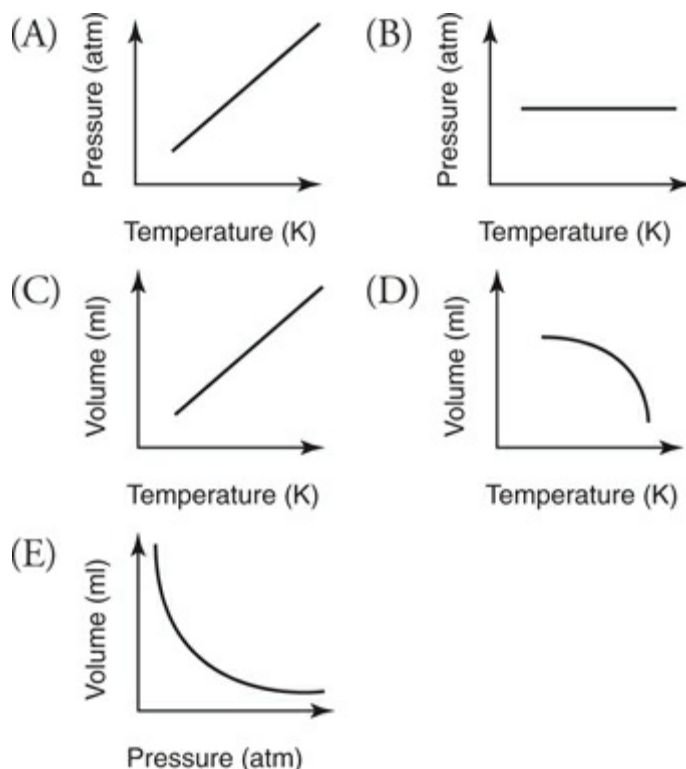 (A)
Pressure (atm)
Temperature (K)
(B)
Pressure (atm)
Temperature (K)
(C)
Volume (ml)
Temperature (K)
(D)
Volume (ml)
Temperature (K)
(E)
Volume (ml)
Pressure (atm)